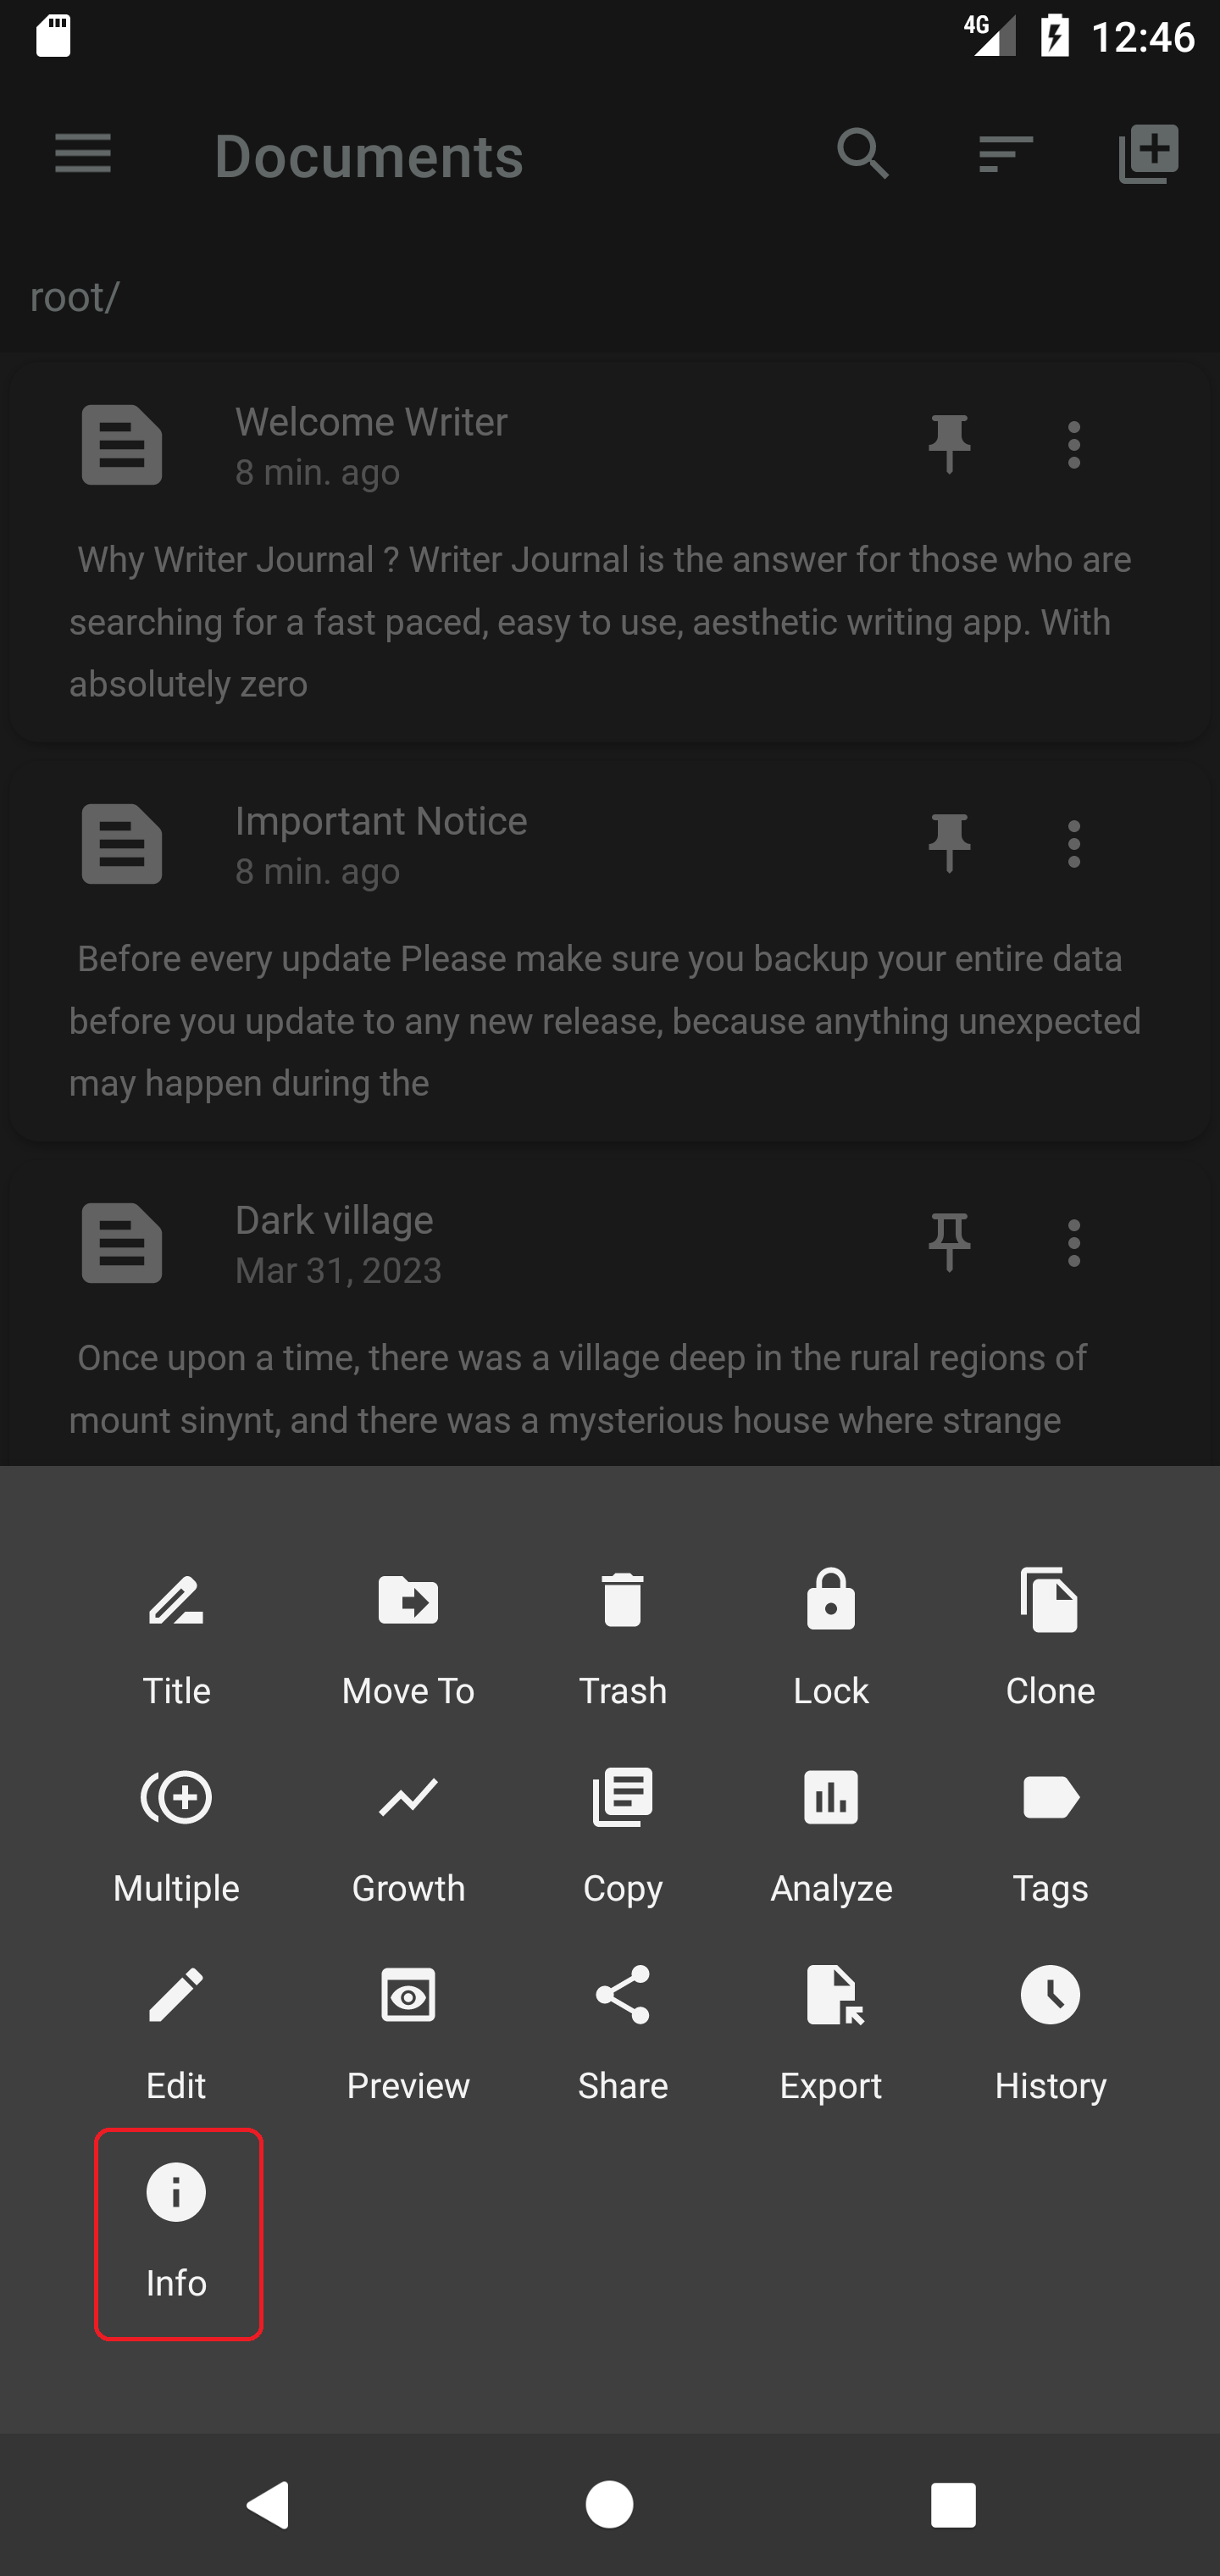 4G 12:46
Documents
root/
Welcome Writer
8 min. ago
Why Writer Journal ? Writer Journal is the answer for those who are
searching for a fast paced, easy to use, aesthetic writing app. With
absolutely zero
Important Notice
8 min. ago
Before every update Please make sure you backup your entire data
before you update to any new release, because anything unexpected
may happen during the
Dark village
Mar 31, 2023
Once upon a time, there was a village deep in the rural regions of
mount sinynt, and there was a mysterious house where strange
Title Move To Trash Lock Clone
Multiple Growth Copy Analyze Tags
Edit Preview Share Export History
Info